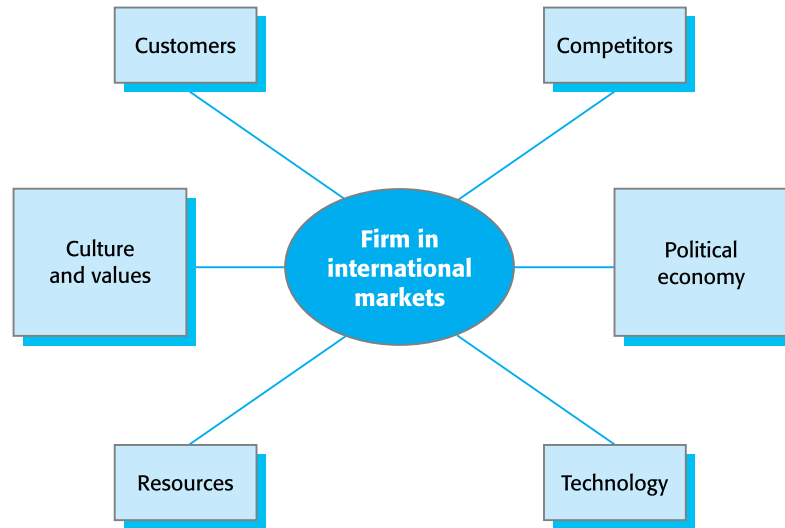 Customers
Competitors
Culture
and values
Firm in
international
markets
Political
economy
Resources
Technology